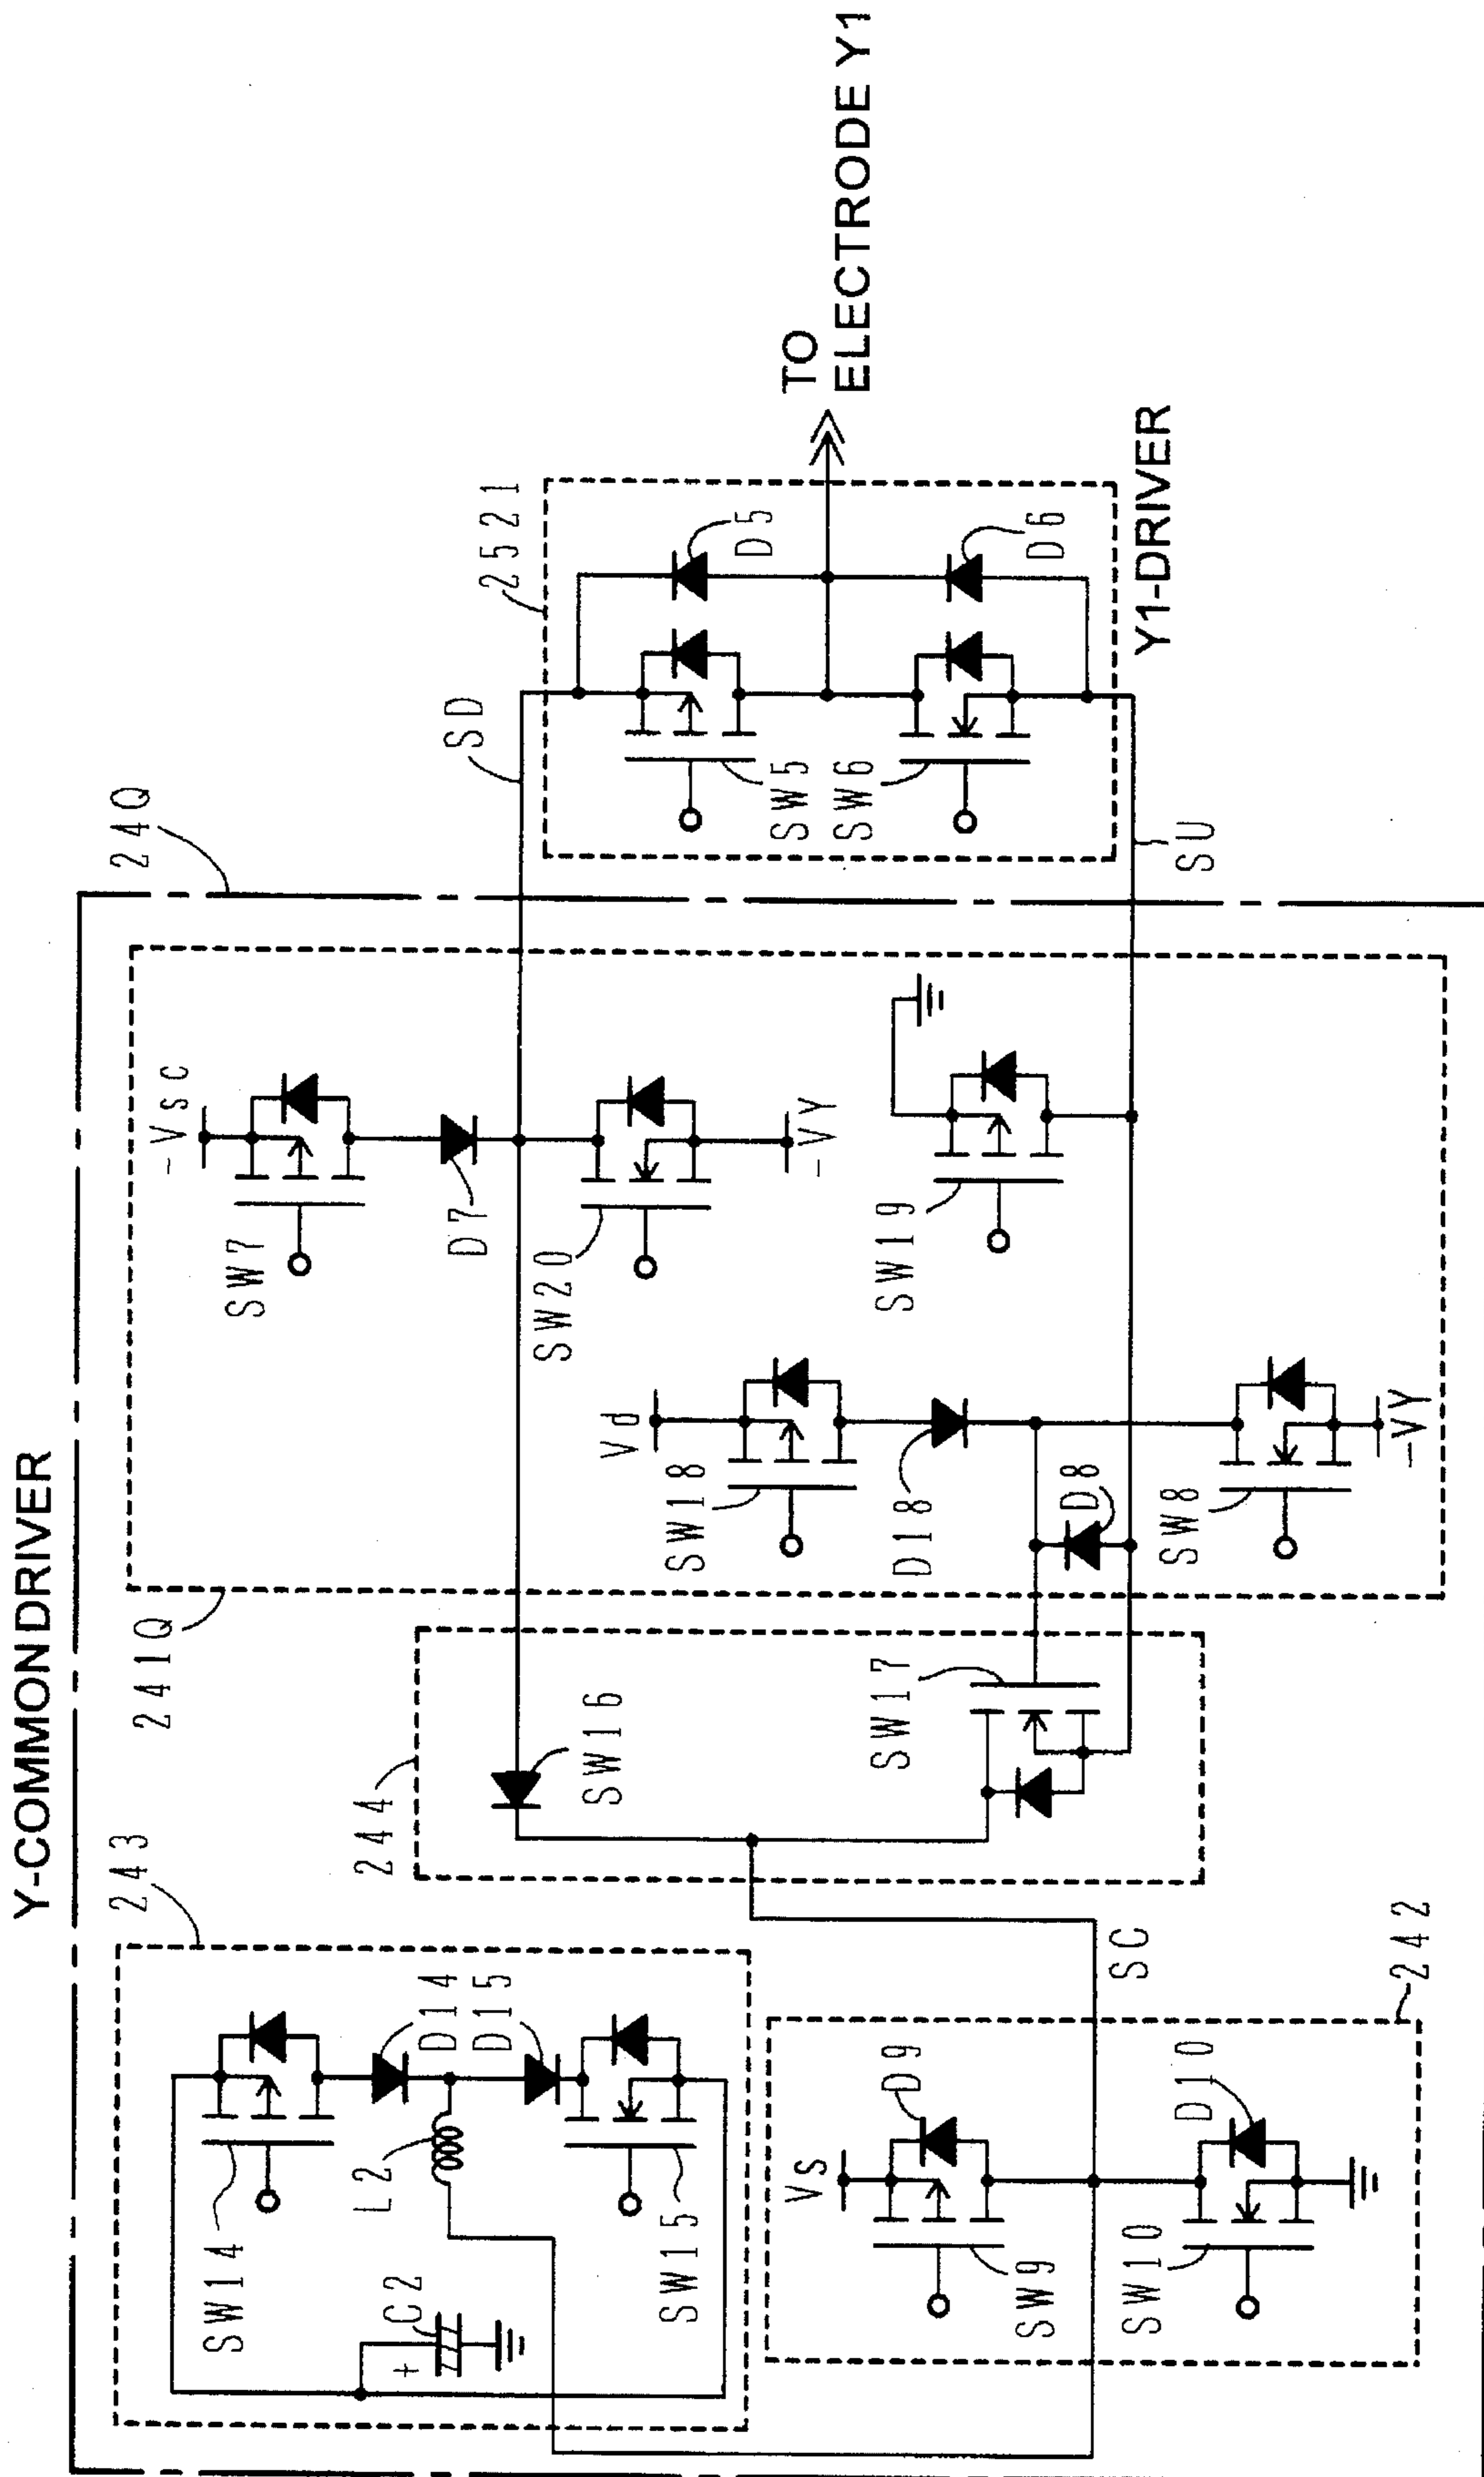 Y-COMMON DRIVER
243
244
241Q
24Q
SW14
C2
+
L2
D14
D15
SW15
Vs
D9
SW9
SW10
D10
242
SC
SW16
SW17
-Vsc
SW7
D7
SW20
-VY
Vd
SW18
D18
D8
SW8
-VY
SW19
SD
SU
2521
SW5
SW6
D5
D6
Y1-DRIVER
TO
ELECTRODE Y1